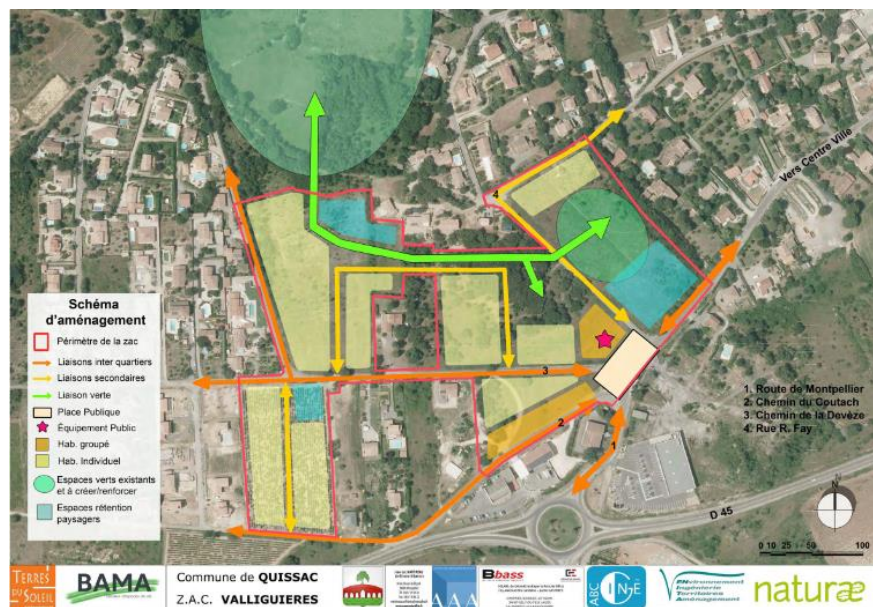 Vers Centre Ville
4
3
2
1
D 45
Schéma
d'aménagement
Périmètre de la zac
Liaisons inter quartiers
Liaisons secondaires
Liaison verte
Place Publique
Équipement Public
Hab. groupé
Hab. Individuel
Espaces verts existants
et à créer/renforcer
Espaces rétention
paysagers
1. Route de Montpellier
2. Chemin du Coutach
3. Chemin de la Devèze
4. Rue R. Fay
N
0 10 25 50 100
TERRES
DU SOLEIL
BAMA
Commune de QUISSAC
Z.A.C. VALLIGUIERES
AAA
Bbass
ABC
CINÉ
ENvironnement
Ingénierie
Territoires
Aménagement
naturæ